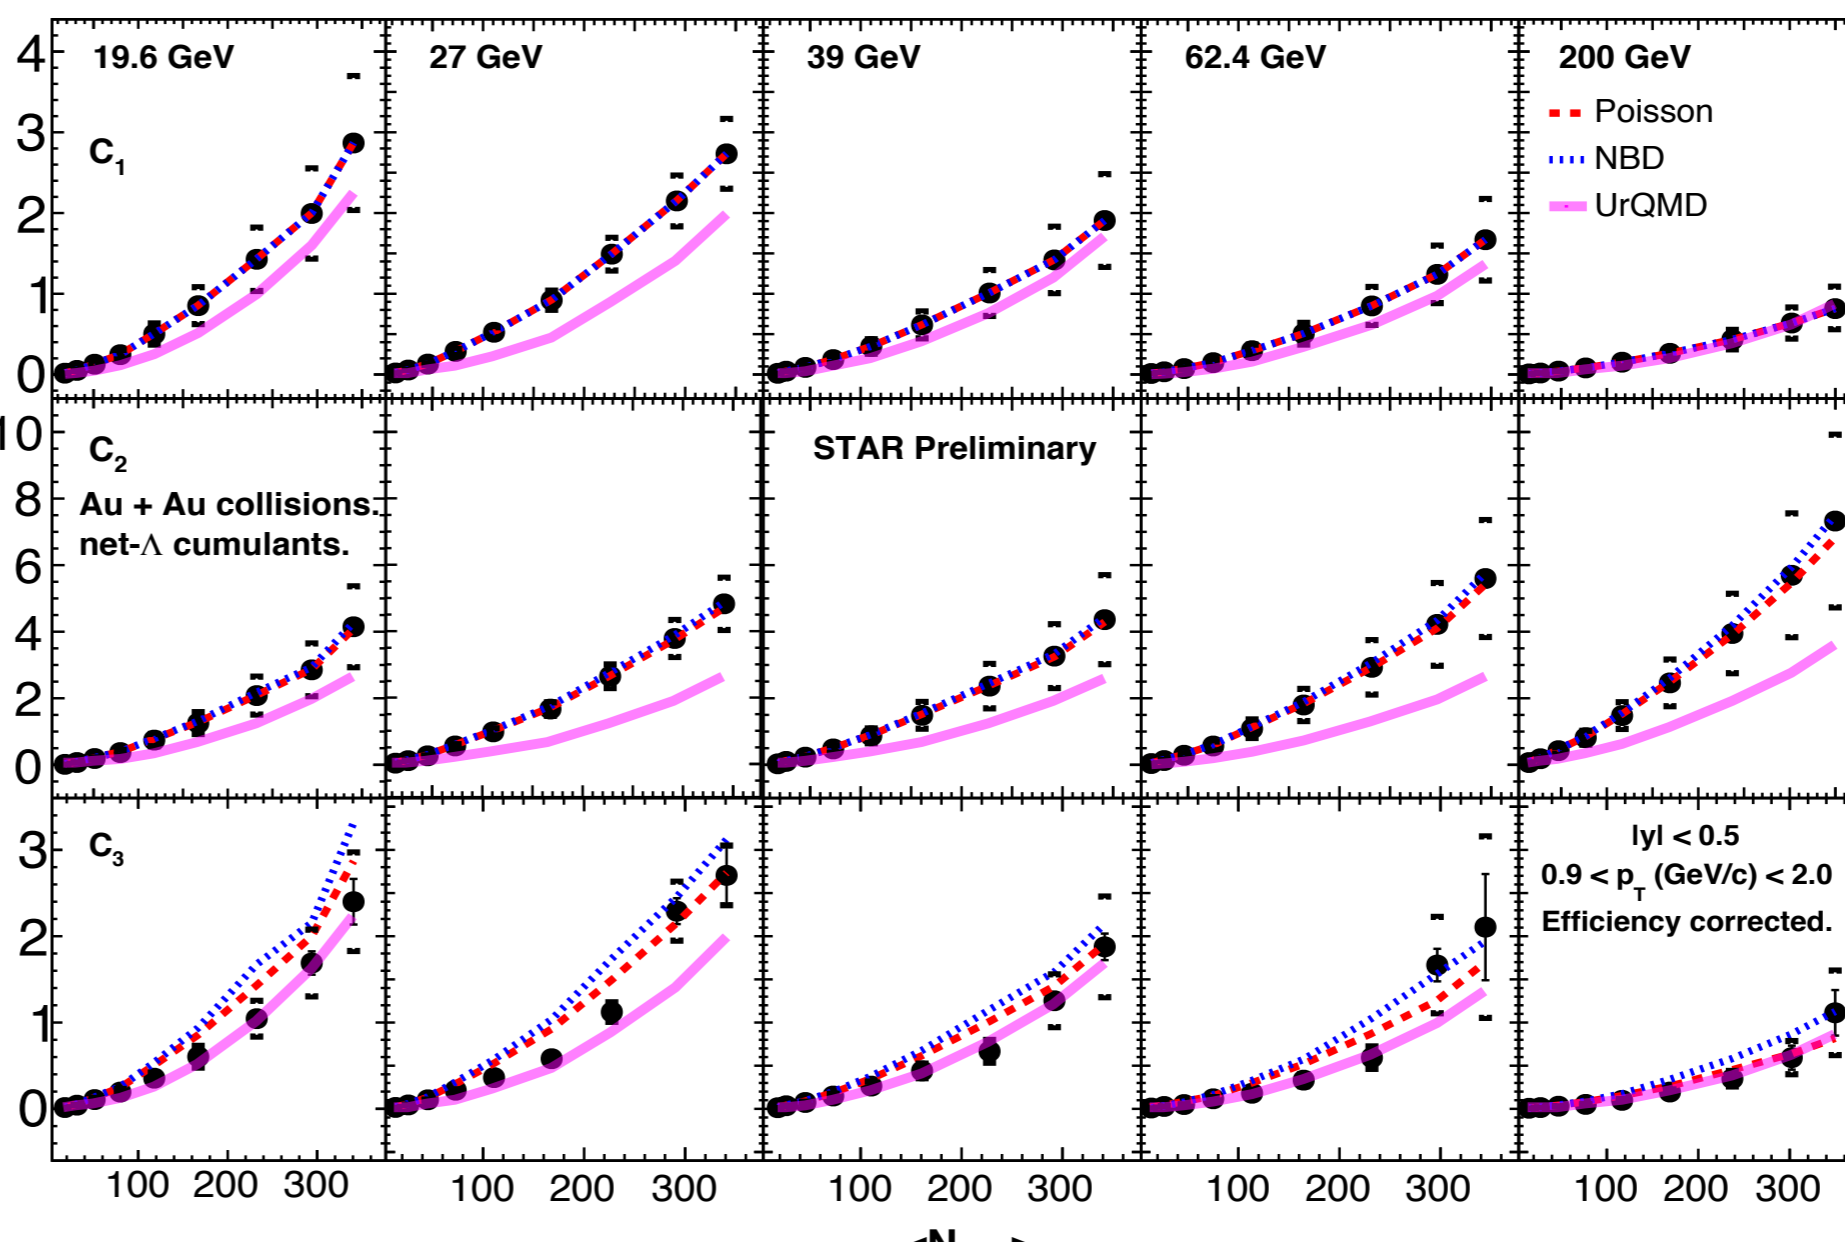 19.6 GeV
27 GeV
39 GeV
62.4 GeV
200 GeV
Poisson
NBD
UrQMD
C1
4
3
2
1
0
C2
Au + Au collisions.
net-Λ cumulants.
STAR Preliminary
10
8
6
4
2
0
C3
|y| < 0.5
0.9 < pT (GeV/c) < 2.0
Efficiency corrected.
3
2
1
0
100 200 300
100 200 300
100 200 300
100 200 300
100 200 300